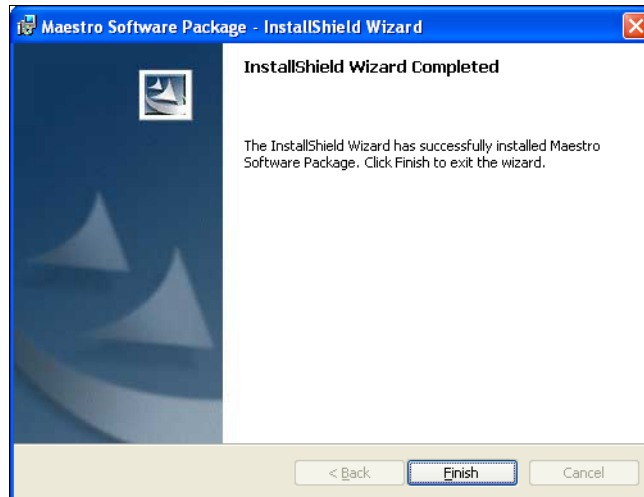 Maestro Software Package - InstallShield Wizard
InstallShield Wizard Completed
The InstallShield Wizard has successfully installed Maestro
Software Package. Click Finish to exit the wizard.
< Back Finish Cancel